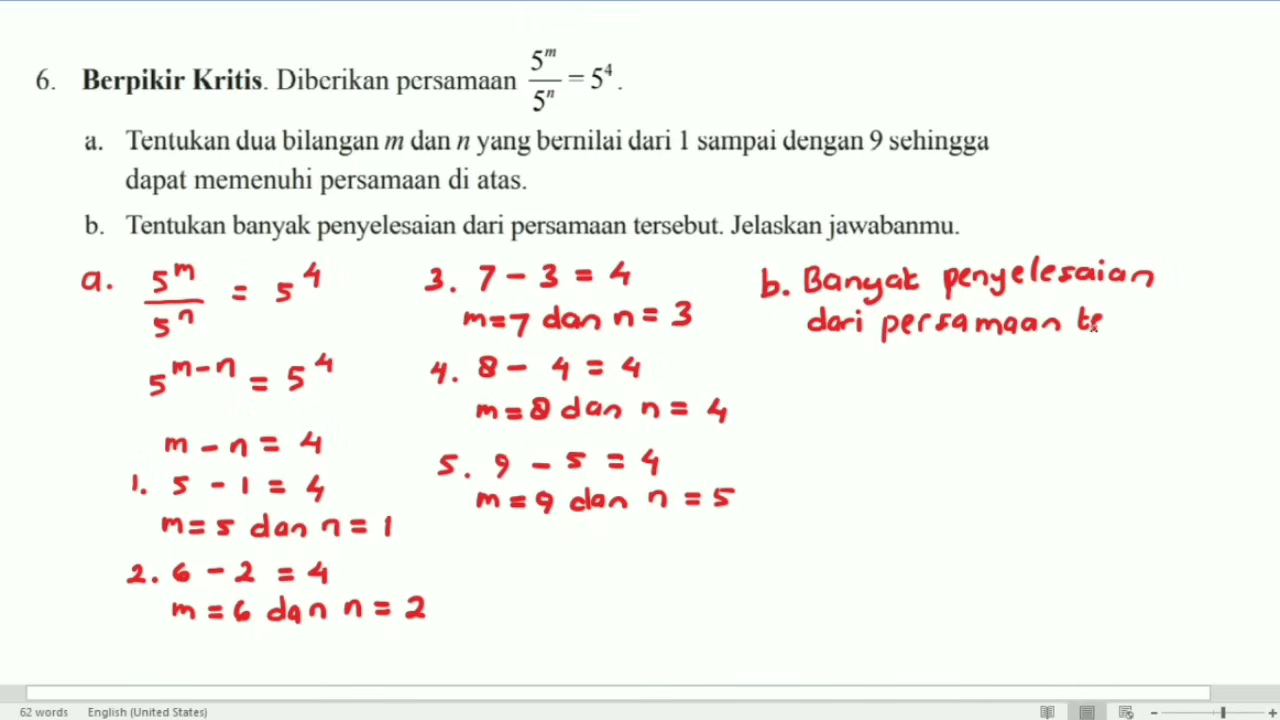 6. Berpikir Kritis. Diberikan persamaan 5^m/5^n = 5^4.
a. Tentukan dua bilangan m dan n yang bernilai dari 1 sampai dengan 9 sehingga
dapat memenuhi persamaan di atas.
b. Tentukan banyak penyelesaian dari persamaan tersebut. Jelaskan jawabanmu.
a. 5^m/5^n = 5^4
5^m-n = 5^4
m - n = 4
1. 5 - 1 = 4
m = 5 dan n = 1
2. 6 - 2 = 4
m = 6 dan n = 2
3. 7 - 3 = 4
m = 7 dan n = 3
4. 8 - 4 = 4
m = 8 dan n = 4
5. 9 - 5 = 4
m = 9 dan n = 5
b. Banyak penyelesaian
dari persamaan te
62 words English (United States)